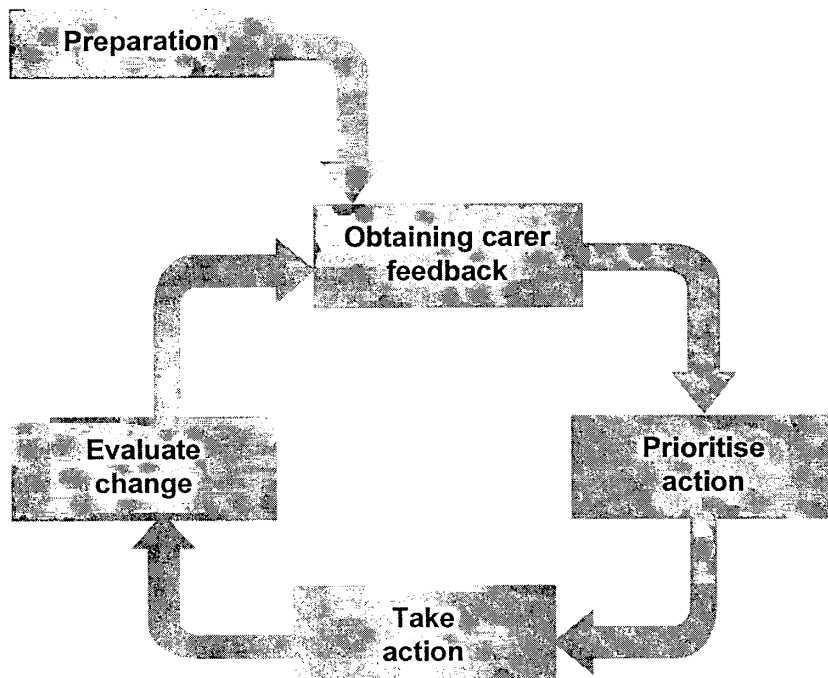 Preparation
Obtaining carer
feedback
Prioritise
action
Take
action
Evaluate
change